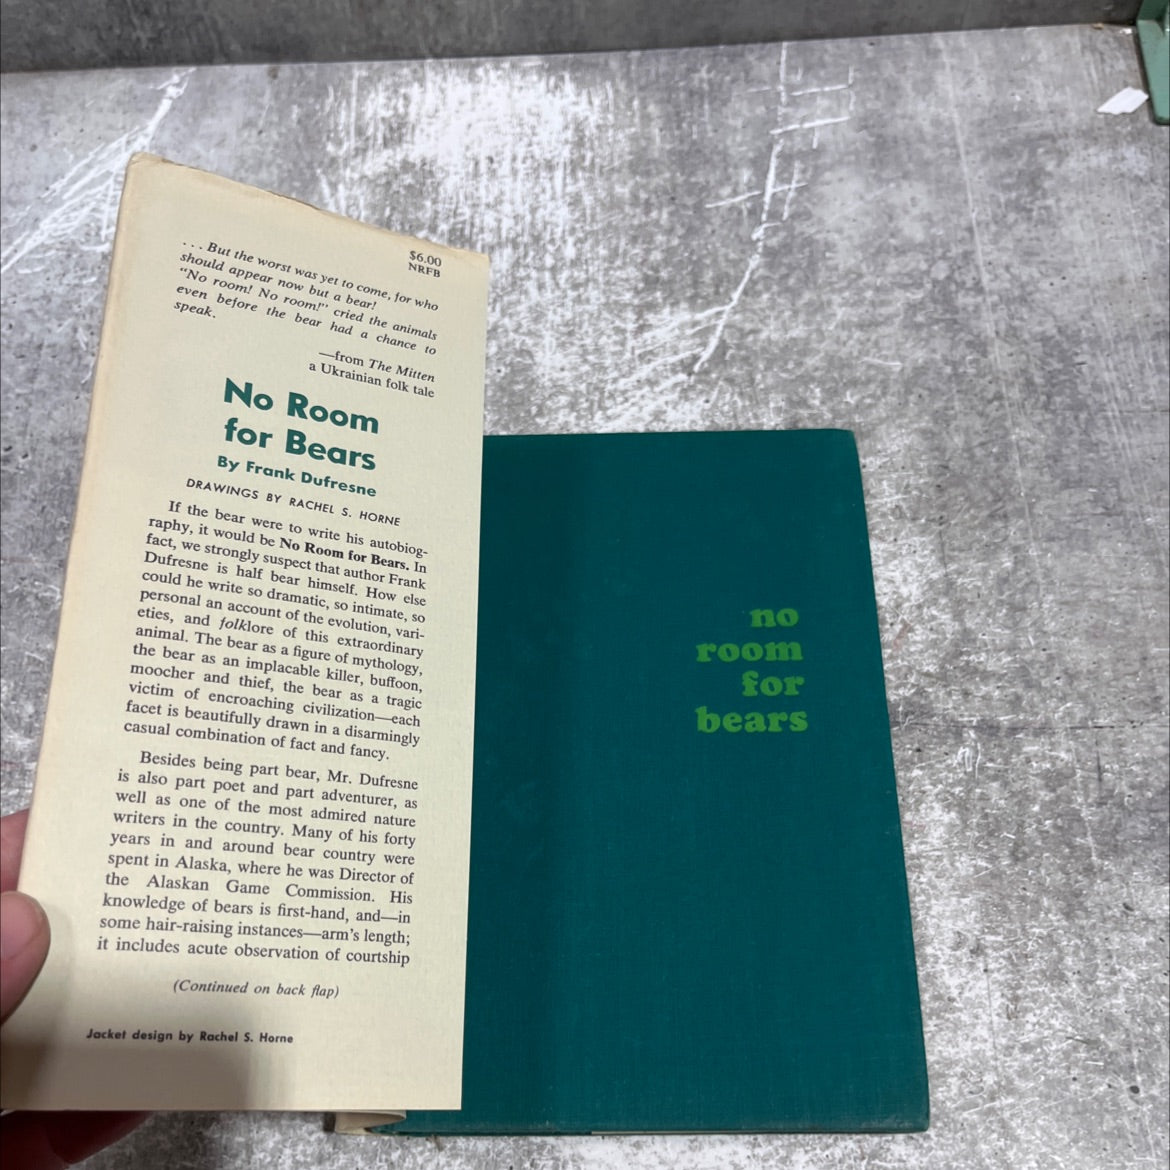 $6.00
NRFB
. . . But the worst was yet to come, for who
should appear now but a bear!
"No room! No room!" cried the animals
even before the bear had a chance to
speak.
—from The Mitten
a Ukrainian folk tale
No Room
for Bears
By Frank Dufresne
DRAWINGS BY RACHEL S. HORNE
If the bear were to write his autobiog-
raphy, it would be No Room for Bears. In
fact, we strongly suspect that author Frank
Dufresne is half bear himself. How else
could he write so dramatic, so intimate, so
personal an account of the evolution, vari-
eties, and folklore of this extraordinary
animal. The bear as a figure of mythology,
the bear as an implacable killer, buffoon,
moocher and thief, the bear as a tragic
victim of encroaching civilization—each
facet is beautifully drawn in a disarmingly
casual combination of fact and fancy.
Besides being part bear, Mr. Dufresne
is also part poet and part adventurer, as
well as one of the most admired nature
writers in the country. Many of his forty
years in and around bear country were
spent in Alaska, where he was Director of
the Alaskan Game Commission. His
knowledge of bears is first-hand, and—in
some hair-raising instances—arm's length;
it includes acute observation of courtship
(Continued on back flap)
Jacket design by Rachel S. Horne
no
room
for
bears